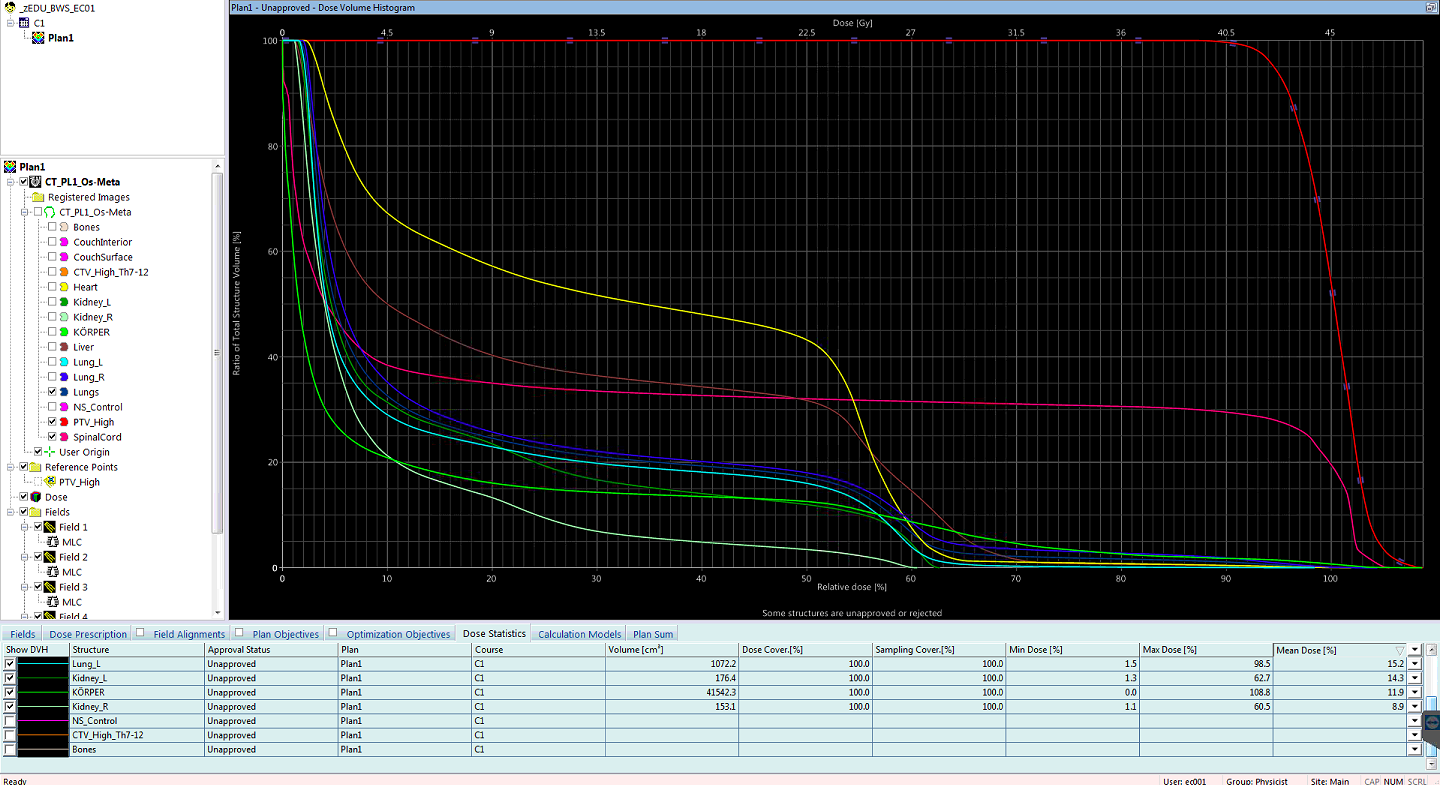 _zEDU_BWS_EC01
C1
Plan1
Plan1 - Unapproved - Dose Volume Histogram
Dose [Gy]
0 4.5 9 13.5 18 22.5 27 31.5 36 40.5 45
100
80
60
40
20
0
Ratio of Total Structure Volume [%]
0 10 20 30 40 50 60 70 80 90 100
Relative dose [%]
Some structures are unapproved or rejected
Plan1
CT_PL1_Os-Meta
Registered Images
CT_PL1_Os-Meta
Bones
CouchInterior
CouchSurface
CTV_High_Th7-12
Heart
Kidney_L
Kidney_R
KÖRPER
Liver
Lung_L
Lung_R
Lungs
NS_Control
PTV_High
SpinalCord
User Origin
Reference Points
PTV_High
Dose
Fields
Field 1
MLC
Field 2
MLC
Field 3
MLC
Field 4
Fields Dose Prescription Field Alignments Plan Objectives Optimization Objectives Dose Statistics Calculation Models Plan Sum
Show DVH Structure Approval Status Plan Course Volume [cm³] Dose Cover.[%] Sampling Cover.[%] Min Dose [%] Max Dose [%] Mean Dose [%]
Lung_L Unapproved Plan1 C1 1072.2 100.0 100.0 1.5 98.5 15.2
Kidney_L Unapproved Plan1 C1 176.4 100.0 100.0 1.3 62.7 14.3
KÖRPER Unapproved Plan1 C1 41542.3 100.0 100.0 0.0 108.8 11.9
Kidney_R Unapproved Plan1 C1 153.1 100.0 100.0 1.1 60.5 8.9
NS_Control Unapproved Plan1 C1
CTV_High_Th7-12 Unapproved Plan1 C1
Bones Unapproved Plan1 C1
Ready User: ec001 Group: Physicist Site: Main CAP NUM SCRL